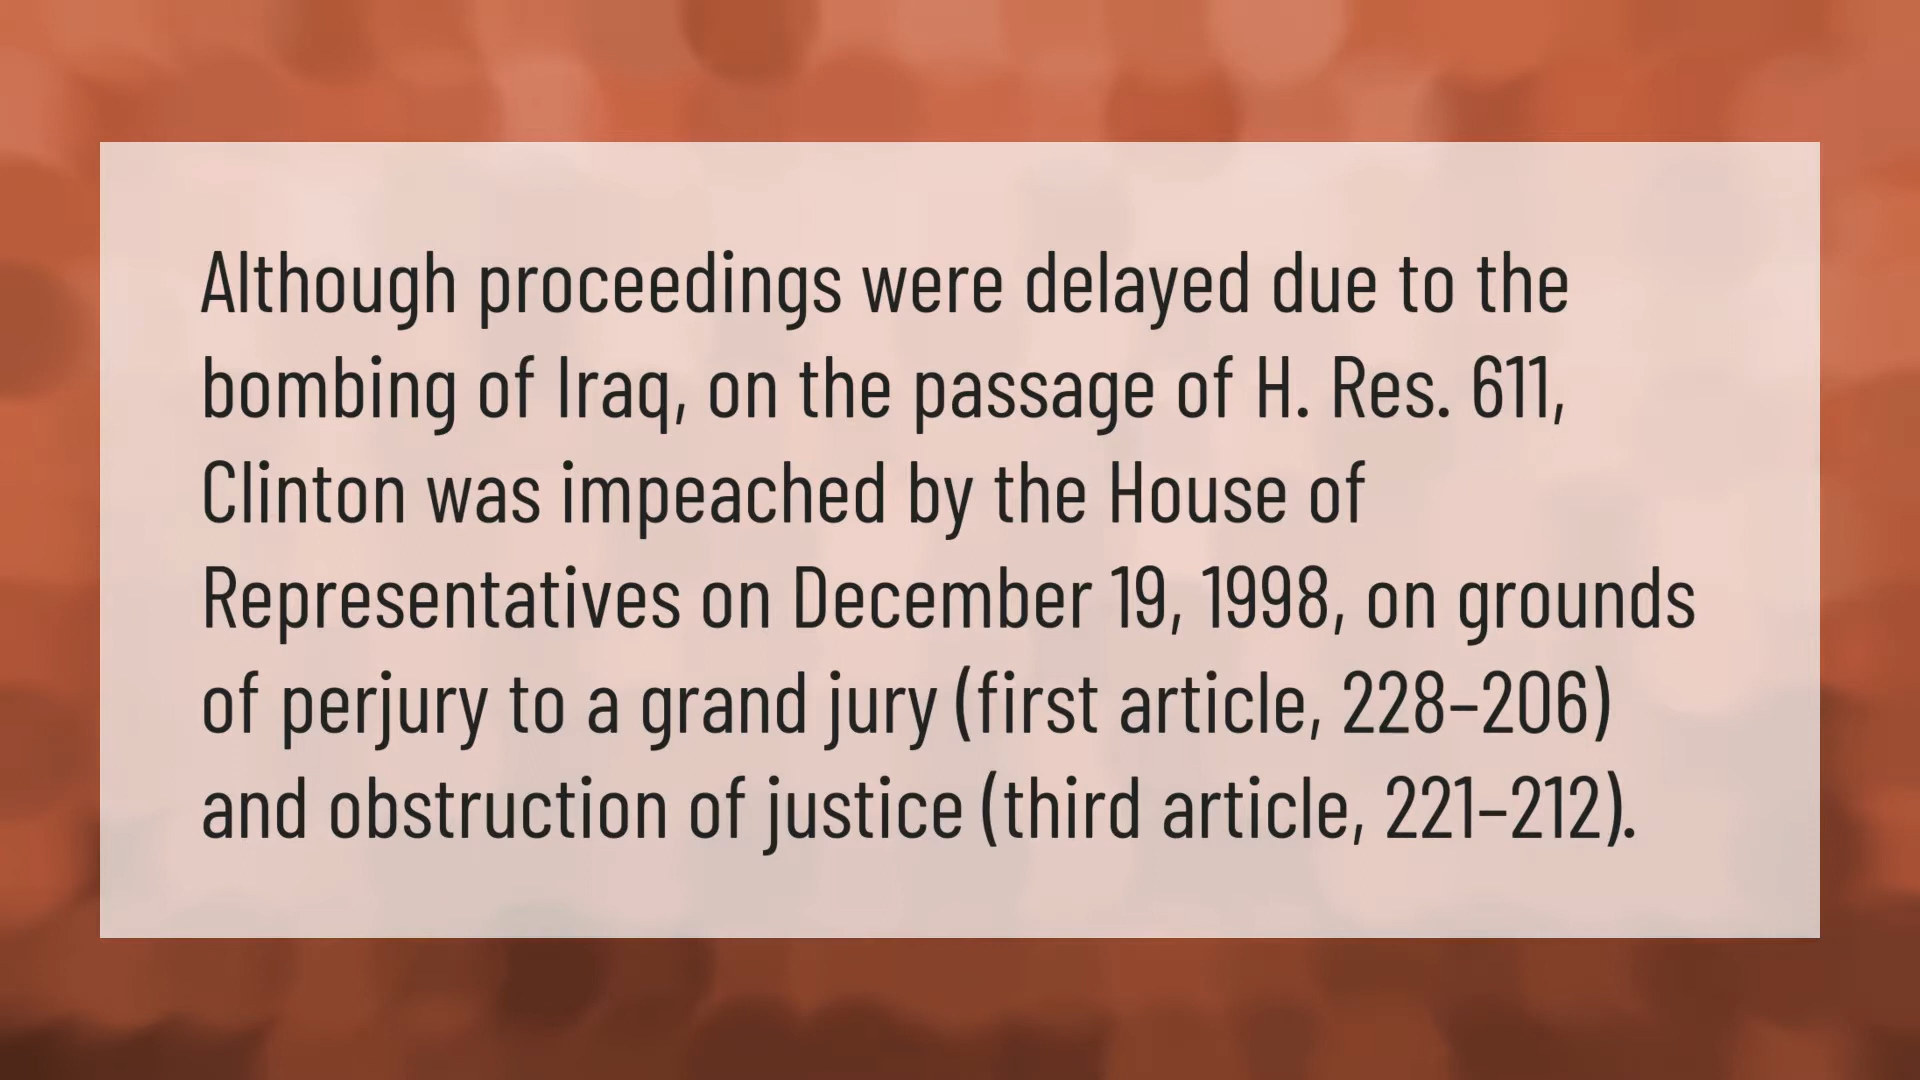 Although proceedings were delayed due to the
bombing of Iraq, on the passage of H. Res. 611,
Clinton was impeached by the House of
Representatives on December 19, 1998, on grounds
of perjury to a grand jury (first article, 228–206)
and obstruction of justice (third article, 221–212).